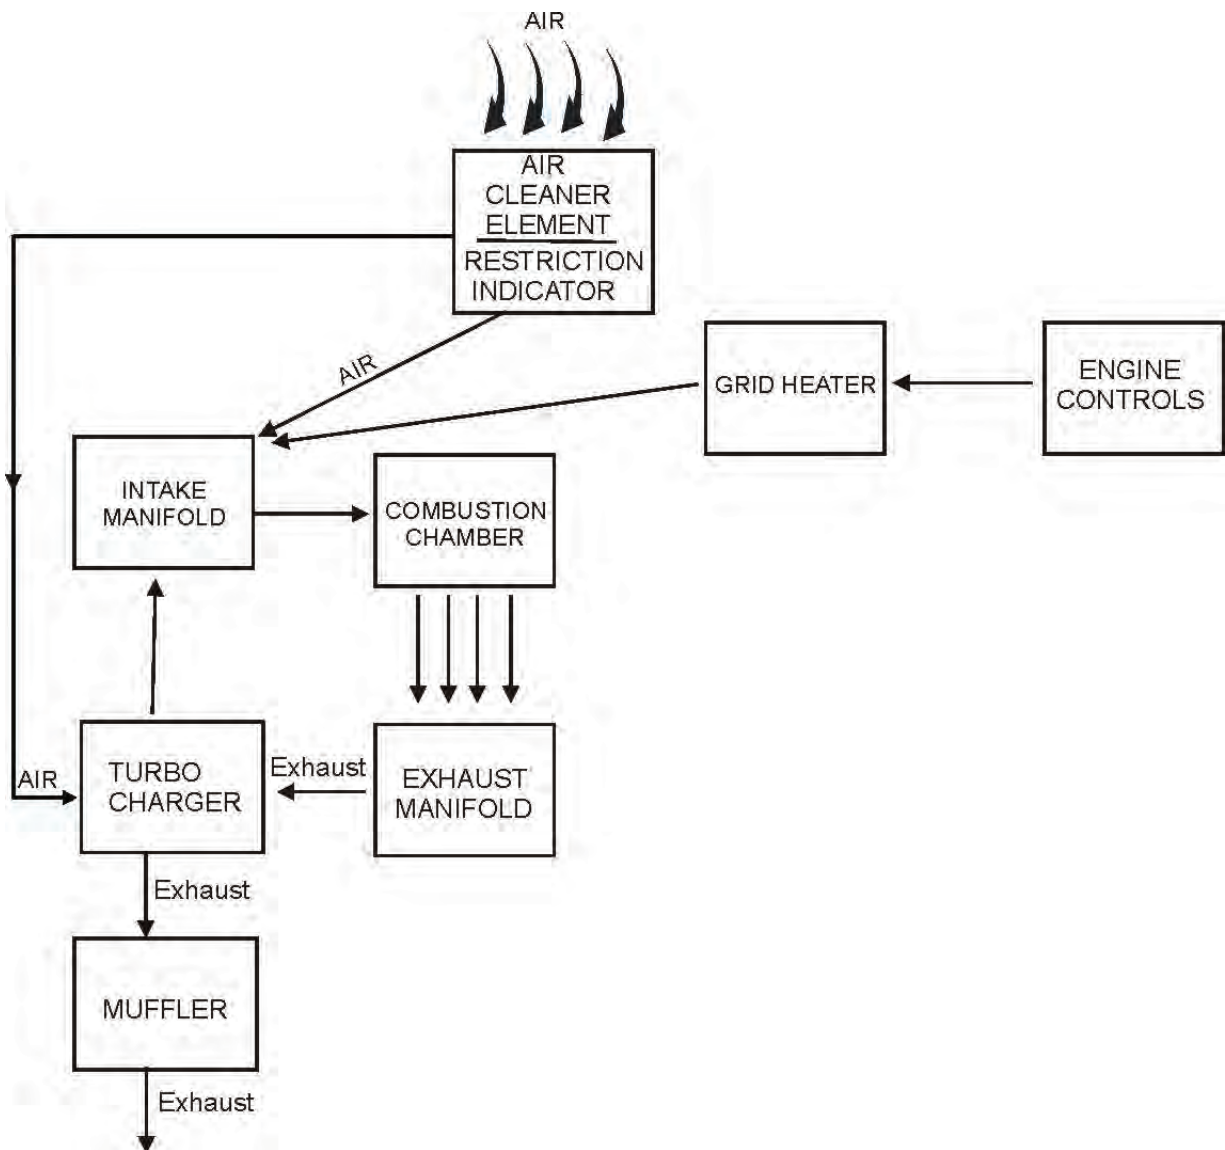 AIR
AIR
CLEANER
ELEMENT
RESTRICTION
INDICATOR
AIR
GRID HEATER
ENGINE
CONTROLS
INTAKE
MANIFOLD
COMBUSTION
CHAMBER
AIR
TURBO
CHARGER
Exhaust
EXHAUST
MANIFOLD
Exhaust
MUFFLER
Exhaust